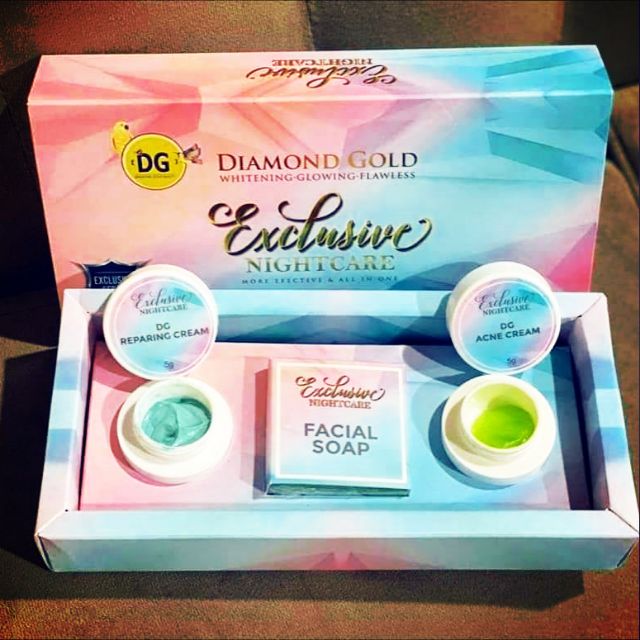 Exclusive
NIGHTCARE
DG
DIAMOND GOLD
WHITENING·GLOWING·FLAWLESS
Exclusive
NIGHTCARE
MORE EFECTIVE & ALL IN ONE
Exclusive
NIGHTCARE
DG
REPARING CREAM
5g
Exclusive
NIGHTCARE
FACIAL
SOAP
Exclusive
NIGHTCARE
DG
ACNE CREAM
5g